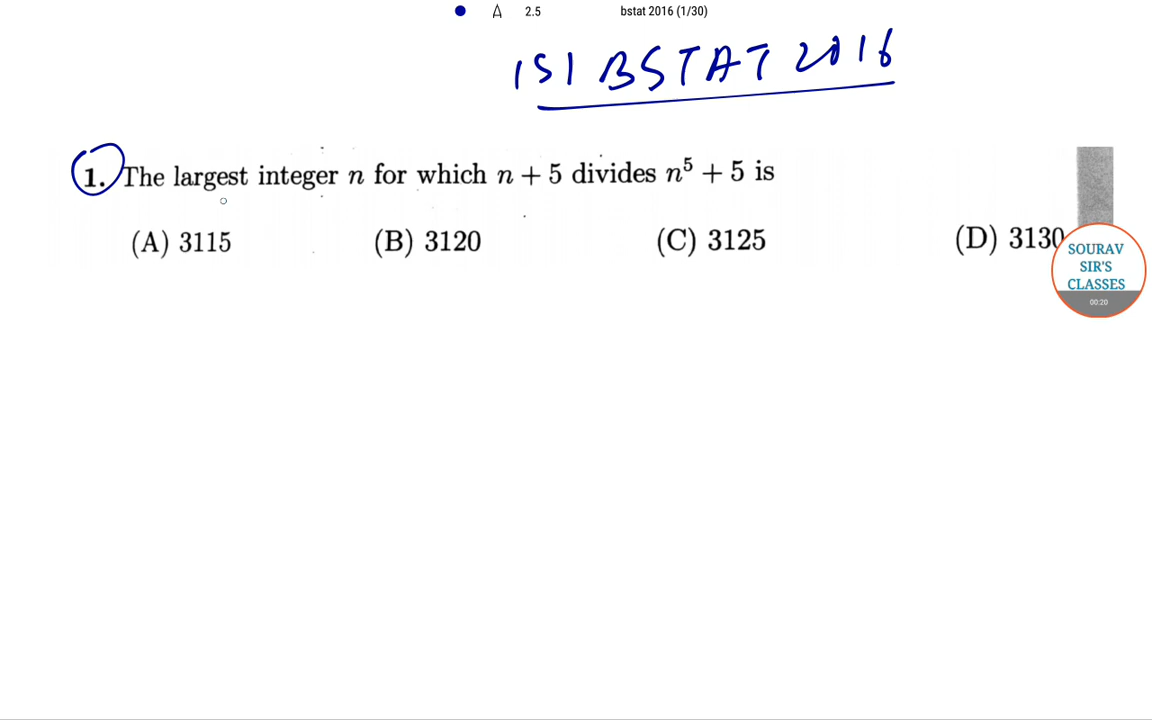 A 2.5 bstat 2016 (1/30)
ISI BSTAT 2016
1. The largest integer n for which n + 5 divides n⁵ + 5 is
(A) 3115 (B) 3120 (C) 3125 (D) 3130
SOURAV
SIR'S
CLASSES
00:20